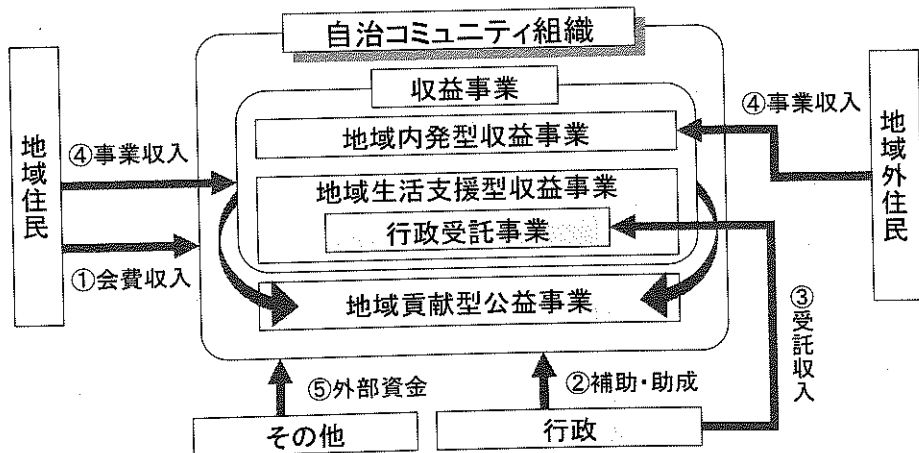 自治コミュニティ組織
収益事業
地域内発型収益事業
地域生活支援型収益事業
行政受託事業
地域貢献型公益事業
地域住民
④事業収入
①会費収入
④事業収入
地域外住民
③受託収入
⑤外部資金
②補助・助成
その他
行政